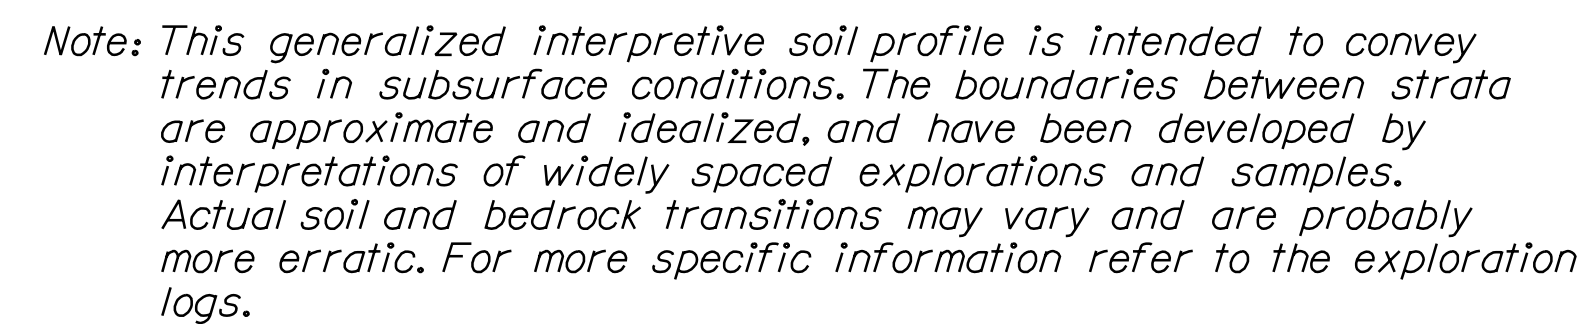 Note: This generalized interpretive soil profile is intended to convey
trends in subsurface conditions. The boundaries between strata
are approximate and idealized, and have been developed by
interpretations of widely spaced explorations and samples.
Actual soil and bedrock transitions may vary and are probably
more erratic. For more specific information refer to the exploration
logs.